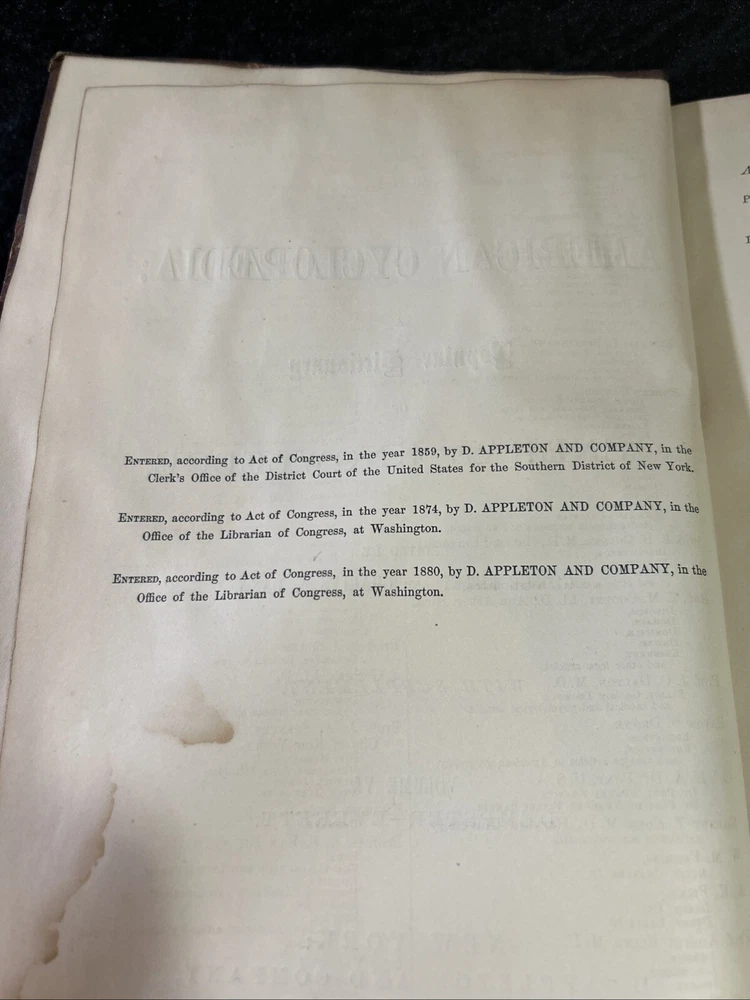 ENTERED, according to Act of Congress, in the year 1859, by D. APPLETON AND COMPANY, in the
Clerk's Office of the District Court of the United States for the Southern District of New York.
ENTERED, according to Act of Congress, in the year 1874, by D. APPLETON AND COMPANY, in the
Office of the Librarian of Congress, at Washington.
ENTERED, according to Act of Congress, in the year 1880, by D. APPLETON AND COMPANY, in the
Office of the Librarian of Congress, at Washington.